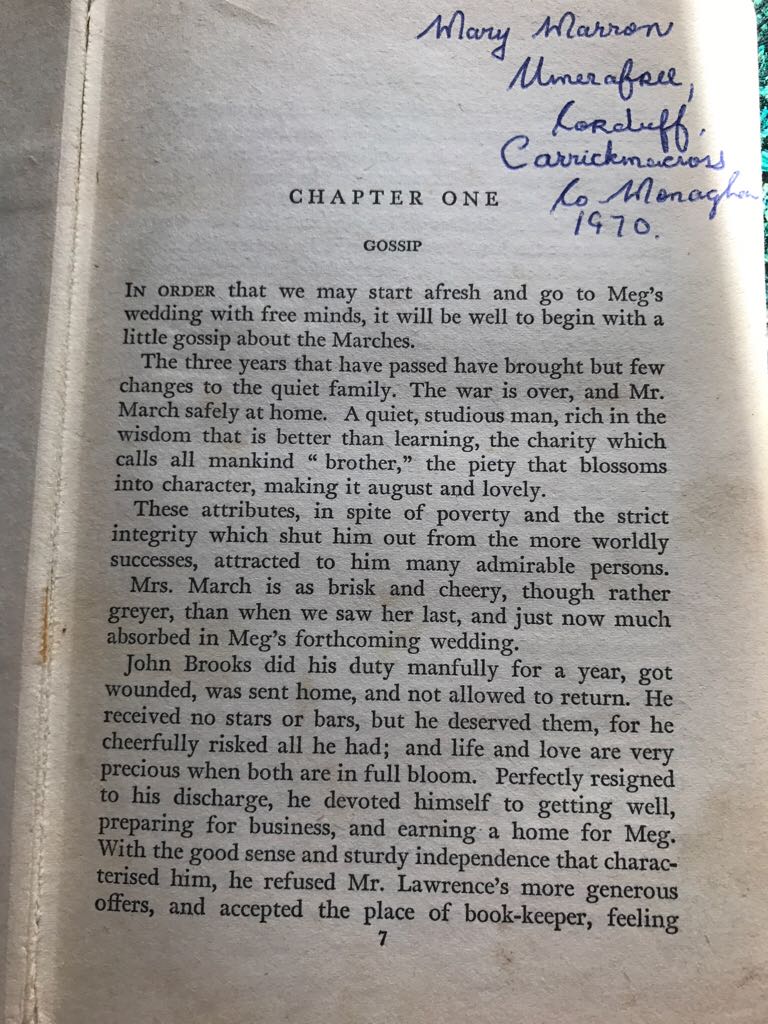 Mary Marron
Umerafree,
Corduff.
Carrickmacross
Co Monaghan
1970.
CHAPTER ONE
GOSSIP
IN ORDER that we may start afresh and go to Meg's
wedding with free minds, it will be well to begin with a
little gossip about the Marches.
The three years that have passed have brought but few
changes to the quiet family. The war is over, and Mr.
March safely at home. A quiet, studious man, rich in the
wisdom that is better than learning, the charity which
calls all mankind “ brother,” the piety that blossoms
into character, making it august and lovely.
These attributes, in spite of poverty and the strict
integrity which shut him out from the more worldly
successes, attracted to him many admirable persons.
Mrs. March is as brisk and cheery, though rather
greyer, than when we saw her last, and just now much
absorbed in Meg's forthcoming wedding.
John Brooks did his duty manfully for a year, got
wounded, was sent home, and not allowed to return. He
received no stars or bars, but he deserved them, for he
cheerfully risked all he had; and life and love are very
precious when both are in full bloom. Perfectly resigned
to his discharge, he devoted himself to getting well,
preparing for business, and earning a home for Meg.
With the good sense and sturdy independence that charac-
terised him, he refused Mr. Lawrence's more generous
offers, and accepted the place of book-keeper, feeling
7